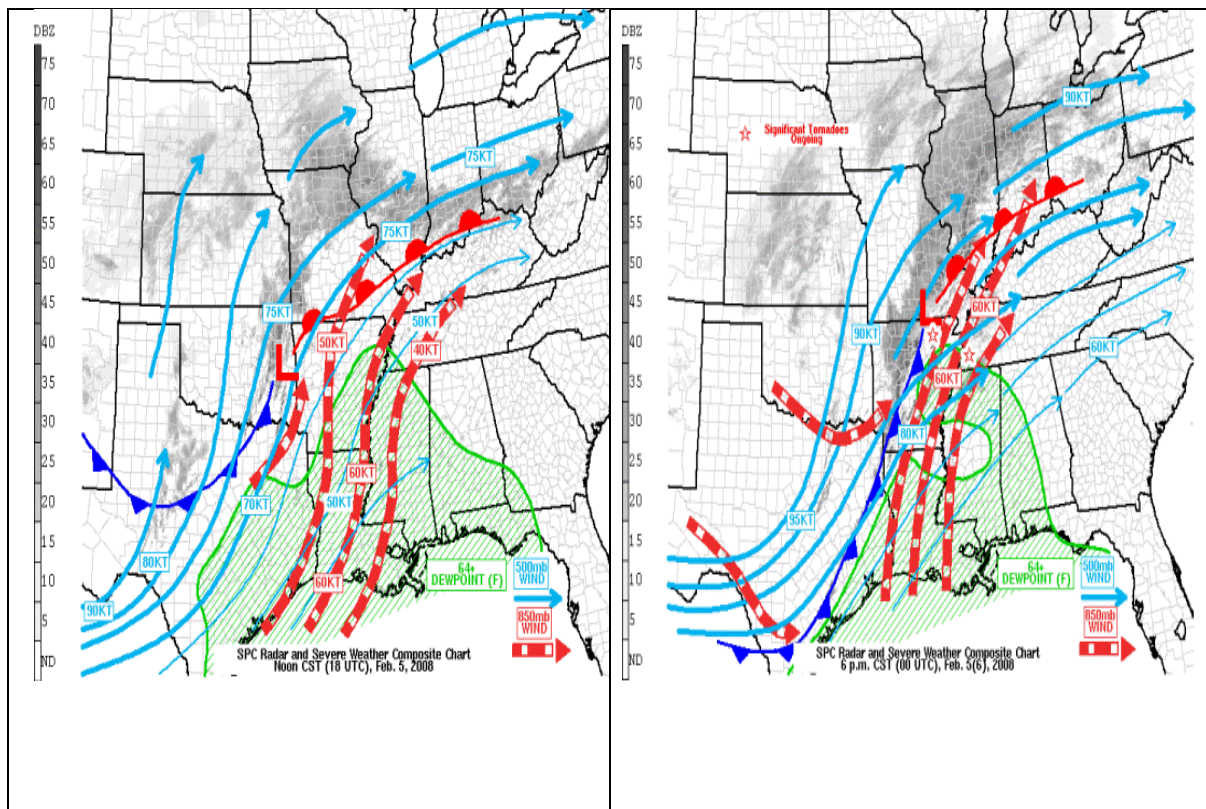 DBZ
75
70
65
60
55
50
45
40
35
30
25
20
15
10
5
ND
75KT
75KT
75KT
50KT
50KT
40KT
L
70KT
60KT
50KT
80KT
60KT
90KT
64+
DEWPOINT (F)
500mb
WIND
850mb
WIND
SPC Radar and Severe Weather Composite Chart
Noon CST (18 UTC), Feb. 5, 2008
DBZ
75
70
65
60
55
50
45
40
35
30
25
20
15
10
5
ND
Significant Tornadoes
Ongoing
90KT
L
60KT
90KT
60KT
60KT
80KT
95KT
64+
DEWPOINT (F)
500mb
WIND
850mb
WIND
SPC Radar and Severe Weather Composite Chart
6 p.m. CST (00 UTC), Feb. 5(6), 2008